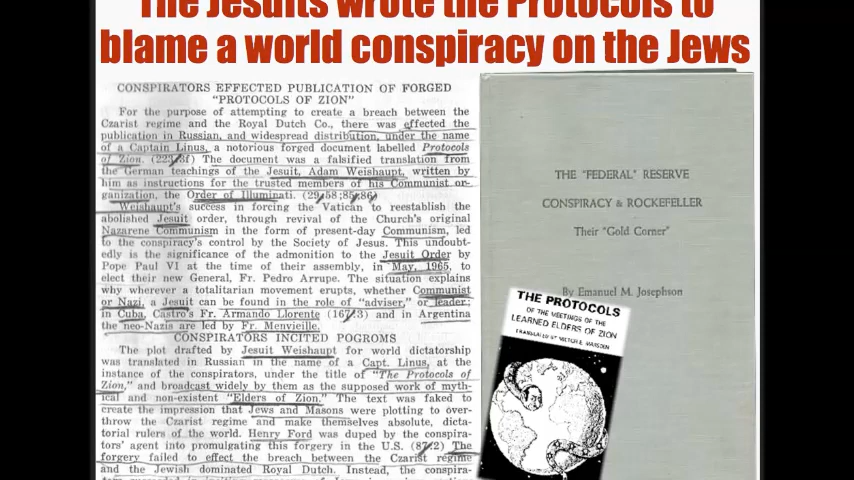 The Jesuits wrote the Protocols to
blame a world conspiracy on the Jews
CONSPIRATORS EFFECTED PUBLICATION OF FORGED
"PROTOCOLS OF ZION"
For the purpose of attempting to create a breach between the
Czarist regime and the Royal Dutch Co., there was effected the
publication in Russian, and widespread distribution, under the name
of a Captain Linus, a notorious forged document labelled Protocols
of Zion. (223/3f) The document was a falsified translation from
the German teachings of the Jesuit, Adam Weishaupt, written by
him as instructions for the trusted members of his Communist or-
ganization, the Order of Illuminati. (29;58;85;86)
Weishaupt's success in forcing the Vatican to reestablish the
abolished Jesuit order, through revival of the Church's original
Nazarene Communism in the form of present-day Communism, led
to the conspiracy's control by the Society of Jesus. This undoubt-
edly is the significance of the admonition to the Jesuit Order by
Pope Paul VI at the time of their assembly, in May, 1965, to
elect their new General, Fr. Pedro Arrupe. The situation explains
why wherever a totalitarian movement erupts, whether Communist
or Nazi, a Jesuit can be found in the role of "adviser," or leader;
in Cuba, Castro's Fr. Armando Llorente (167/3) and in Argentina
the neo-Nazis are led by Fr. Menvieille.
CONSPIRATORS INCITED POGROMS
The plot drafted by Jesuit Weishaupt for world dictatorship
was translated in Russian in the name of a Capt. Linus, at the
instance of the conspirators, under the title of "The Protocols of
Zion," and broadcast widely by them as the supposed work of myth-
ical and non-existent "Elders of Zion." The text was faked to
create the impression that Jews and Masons were plotting to over-
throw the Czarist regime and make themselves absolute, dicta-
torial rulers of the world. Henry Ford was duped by the conspira-
tors' agent into promulgating this forgery in the U.S. (87:2) The
forgery failed to effect the breach between the Czarist régime
and the Jewish dominated Royal Dutch. Instead, the conspira-
THE "FEDERAL" RESERVE
CONSPIRACY & ROCKEFELLER
Their "Gold Corner"
By Emanuel M. Josephson
THE PROTOCOLS
OF THE MEETINGS OF THE
LEARNED ELDERS OF ZION
TRANSLATED BY VICTOR E. MARSDEN